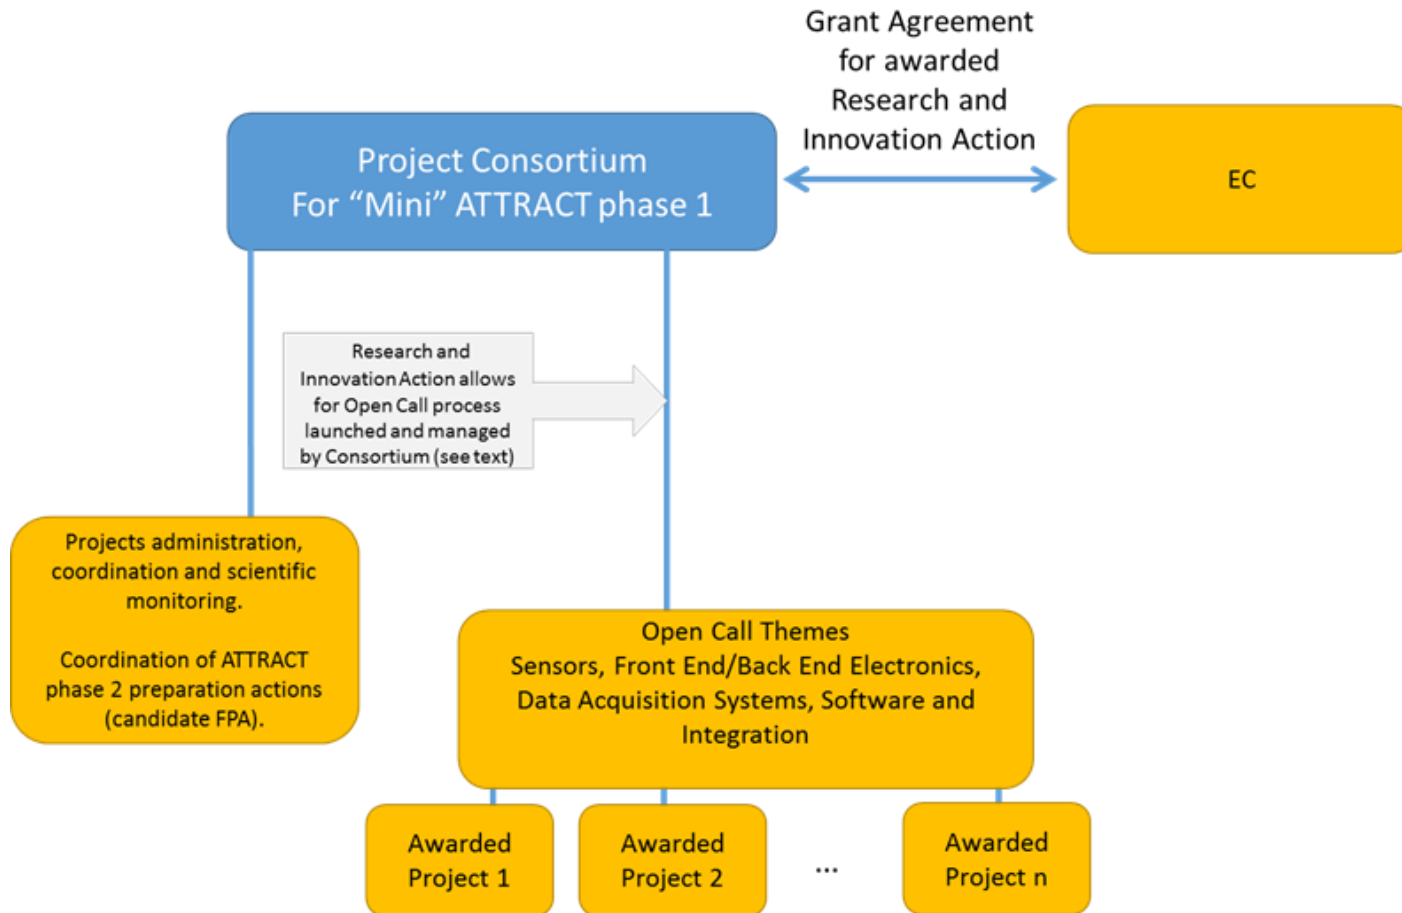 Grant Agreement
for awarded
Research and
Innovation Action
Project Consortium
For “Mini” ATTRACT phase 1
EC
Research and
Innovation Action allows
for Open Call process
launched and managed
by Consortium (see text)
Projects administration,
coordination and scientific
monitoring.
Coordination of ATTRACT
phase 2 preparation actions
(candidate FPA).
Open Call Themes
Sensors, Front End/Back End Electronics,
Data Acquisition Systems, Software and
Integration
Awarded
Project 1
Awarded
Project 2
...
Awarded
Project n